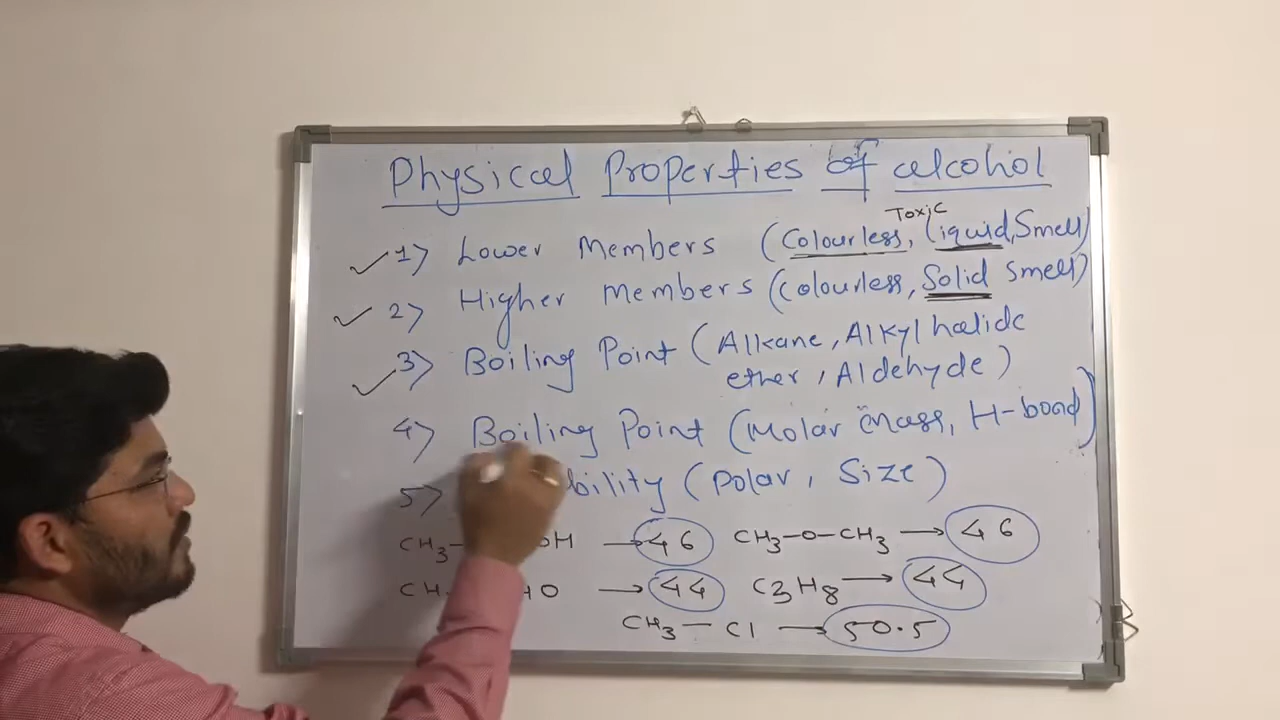 Physical Properties of alcohol
Toxic
1) Lower Members (Colourless, liquid, Smell)
2) Higher Members (Colourless, Solid Smell)
3) Boiling Point (Alkane, Alkyl halide
ether, Aldehyde)
4) Boiling Point (Molar mass, H-bond)
5) bility (Polar, Size)
CH3- OH → 46 CH3-O-CH3 → 46
CH HO → 44 C3H8 → 44
CH3-Cl → 50.5